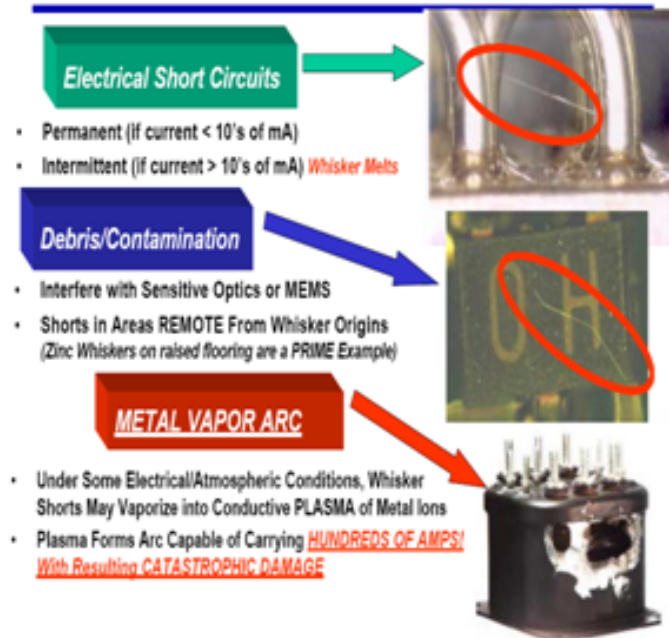 Electrical Short Circuits
• Permanent (if current < 10's of mA)
• Intermittent (if current > 10's of mA) Whisker Melts
Debris/Contamination
• Interfere with Sensitive Optics or MEMS
• Shorts in Areas REMOTE From Whisker Origins
(Zinc Whiskers on raised flooring are a PRIME Example)
O H
METAL VAPOR ARC
• Under Some Electrical/Atmospheric Conditions, Whisker
Shorts May Vaporize into Conductive PLASMA of Metal Ions
• Plasma Forms Arc Capable of Carrying HUNDREDS OF AMPS!
With Resulting CATASTROPHIC DAMAGE